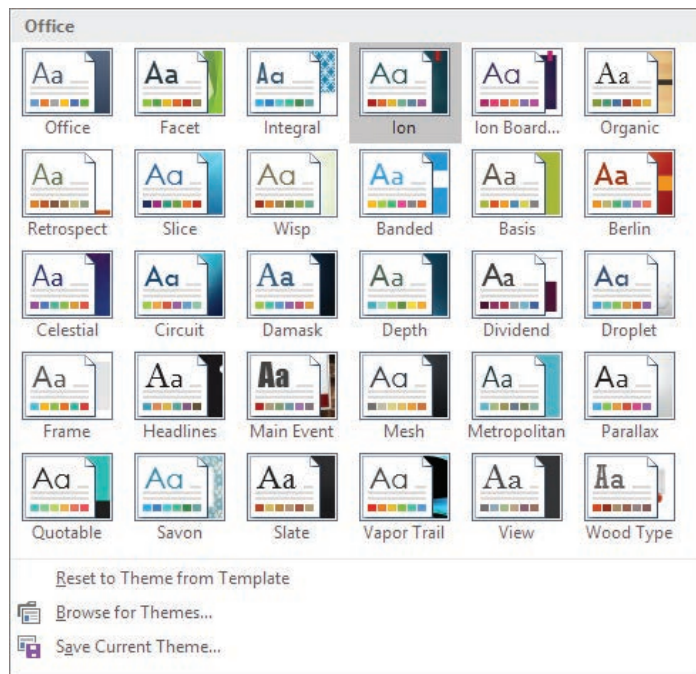 Office
Aa Aa Aa Aa Aa Aa
Office Facet Integral Ion Ion Board... Organic
Aa Aa Aa Aa Aa Aa
Retrospect Slice Wisp Banded Basis Berlin
Aa Aa Aa Aa Aa Aa
Celestial Circuit Damask Depth Dividend Droplet
Aa Aa Aa Aa Aa Aa
Frame Headlines Main Event Mesh Metropolitan Parallax
Aa Aa Aa Aa Aa Aa
Quotable Savon Slate Vapor Trail View Wood Type
Reset to Theme from Template
Browse for Themes...
Save Current Theme...